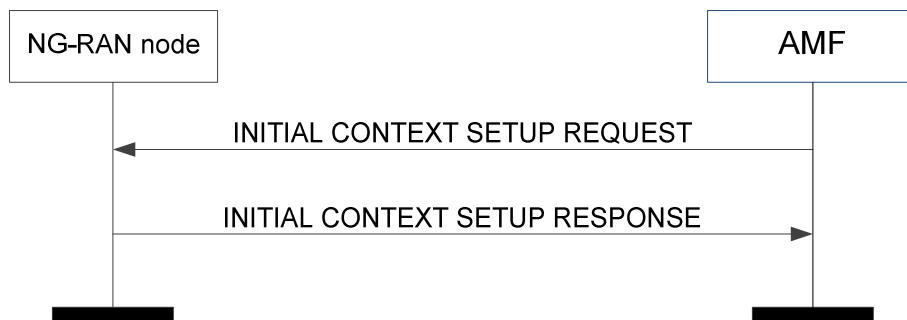 NG-RAN node
AMF
INITIAL CONTEXT SETUP REQUEST
INITIAL CONTEXT SETUP RESPONSE